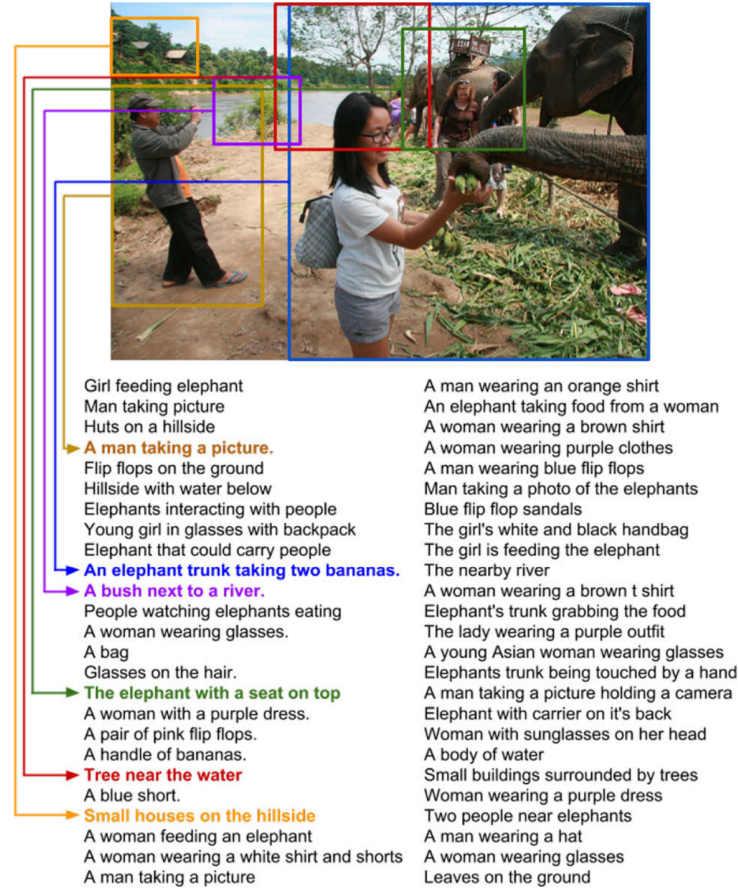 Girl feeding elephant
Man taking picture
Huts on a hillside
A man taking a picture.
Flip flops on the ground
Hillside with water below
Elephants interacting with people
Young girl in glasses with backpack
Elephant that could carry people
An elephant trunk taking two bananas.
A bush next to a river.
People watching elephants eating
A woman wearing glasses.
A bag
Glasses on the hair.
The elephant with a seat on top
A woman with a purple dress.
A pair of pink flip flops.
A handle of bananas.
Tree near the water
A blue short.
Small houses on the hillside
A woman feeding an elephant
A woman wearing a white shirt and shorts
A man taking a picture
A man wearing an orange shirt
An elephant taking food from a woman
A woman wearing a brown shirt
A woman wearing purple clothes
A man wearing blue flip flops
Man taking a photo of the elephants
Blue flip flop sandals
The girl's white and black handbag
The girl is feeding the elephant
The nearby river
A woman wearing a brown t shirt
Elephant's trunk grabbing the food
The lady wearing a purple outfit
A young Asian woman wearing glasses
Elephants trunk being touched by a hand
A man taking a picture holding a camera
Elephant with carrier on it's back
Woman with sunglasses on her head
A body of water
Small buildings surrounded by trees
Woman wearing a purple dress
Two people near elephants
A man wearing a hat
A woman wearing glasses
Leaves on the ground